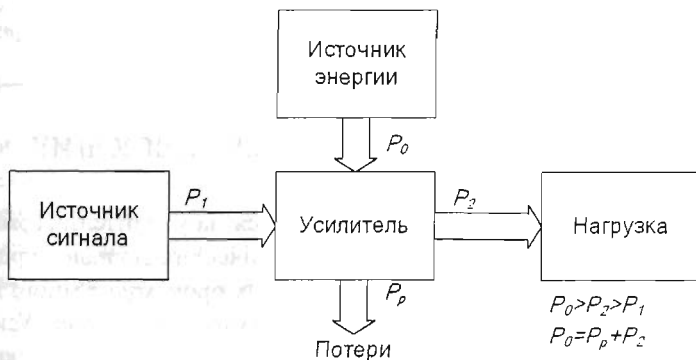 Источник
энергии
P₀
Источник
сигнала
P₁
Усилитель
P₂
Нагрузка
Pₚ
Потери
P₀>P₂>P₁
P₀=Pₚ+P₂